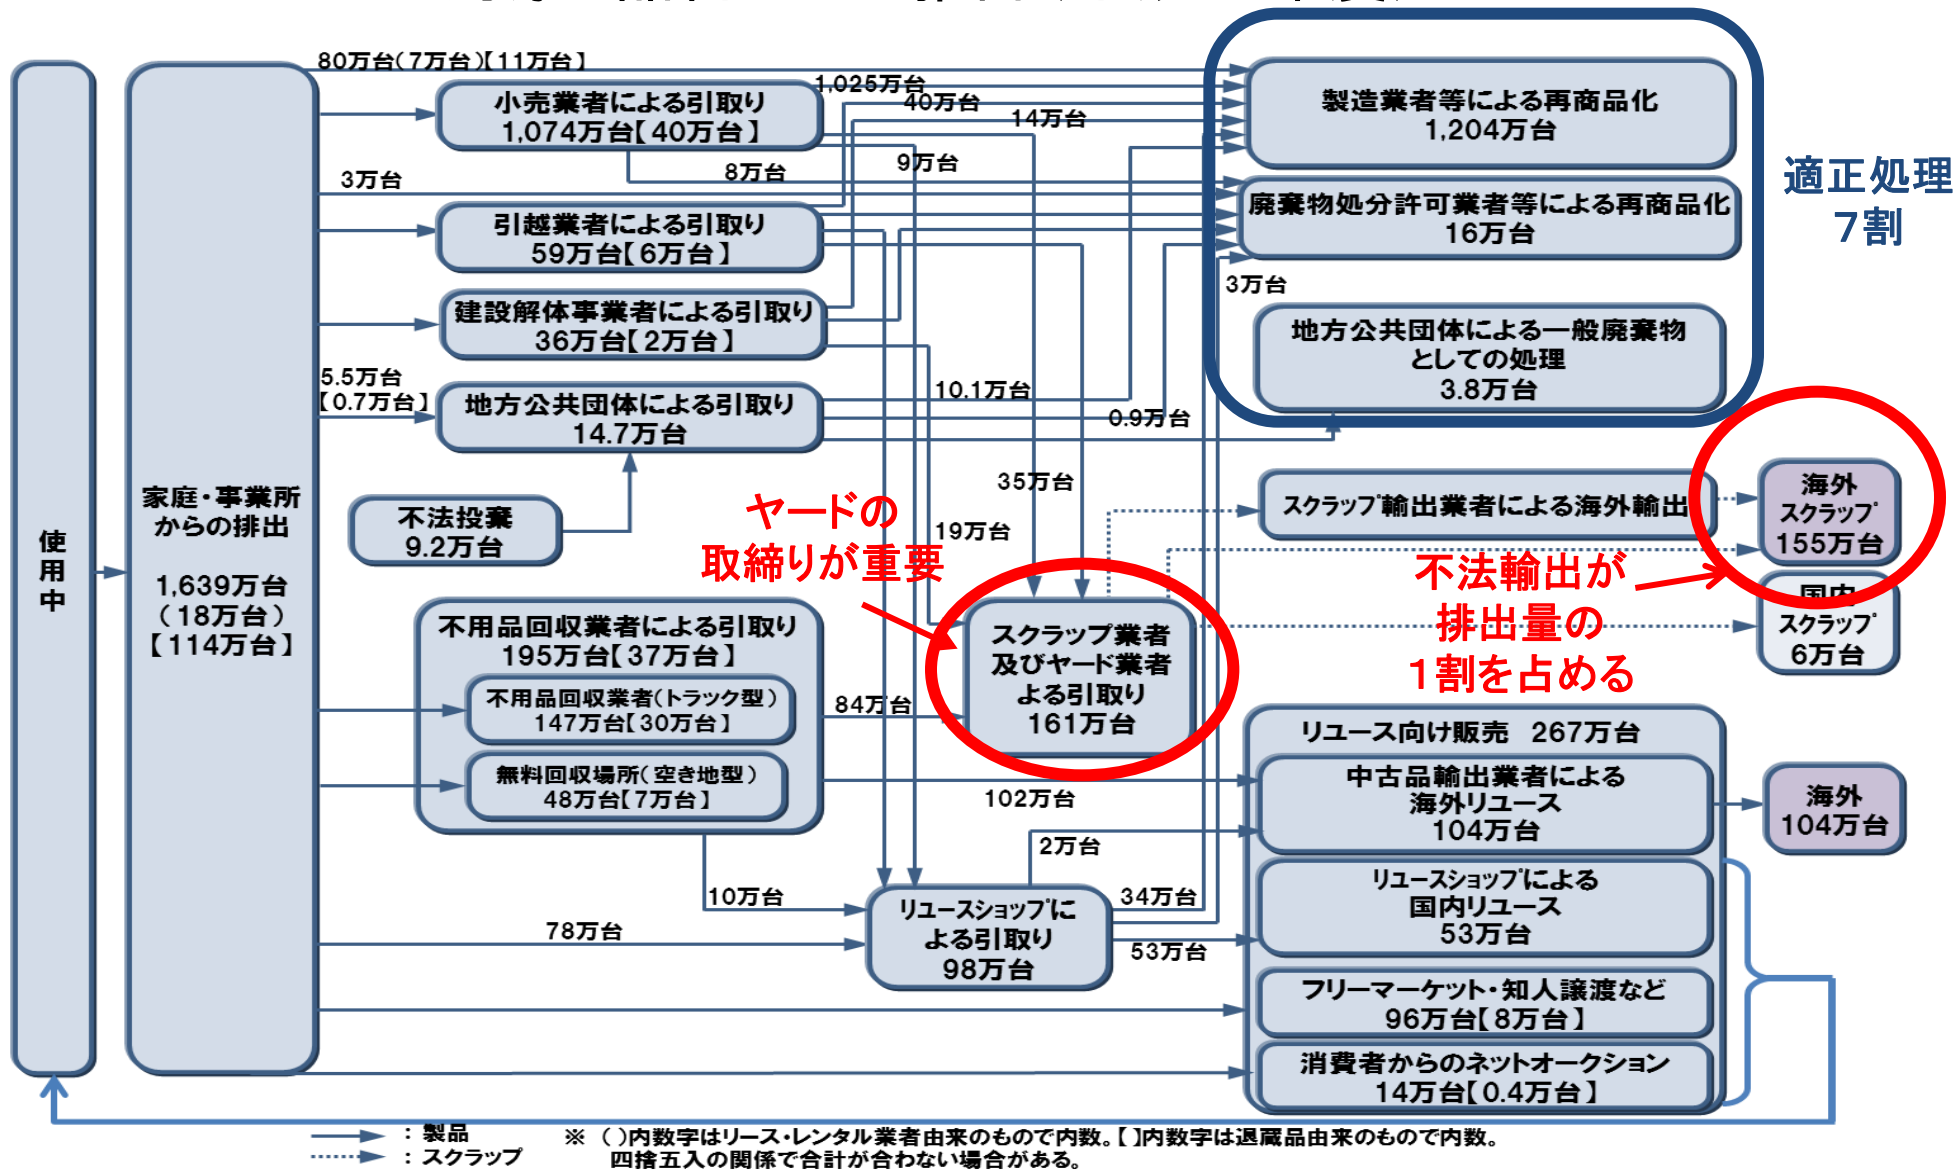 80万台(7万台)【11万台】
小売業者による引取り
1,074万台【40万台】
1,025万台
40万台
14万台
製造業者等による再商品化
1,204万台
適正処理
7割
3万台
8万台
9万台
引越業者による引取り
59万台【6万台】
廃棄物処分許可業者等による再商品化
16万台
3万台
建設解体事業者による引取り
36万台【2万台】
地方公共団体による一般廃棄物
としての処理
3.8万台
5.5万台
【0.7万台】
地方公共団体による引取り
14.7万台
10.1万台
0.9万台
使
用
中
家庭・事業所
からの排出
1,639万台
(18万台)
【114万台】
不法投棄
9.2万台
ヤードの
取締りが重要
35万台
19万台
スクラップ輸出業者による海外輸出
海外
スクラップ
155万台
不法輸出が
排出量の
1割を占める
国内
スクラップ
6万台
不用品回収業者による引取り
195万台【37万台】
不用品回収業者(トラック型)
147万台【30万台】
無料回収場所(空き地型)
48万台【7万台】
84万台
スクラップ業者
及びヤード業者
よる引取り
161万台
リユース向け販売 267万台
中古品輸出業者による
海外リユース
104万台
海外
104万台
102万台
2万台
10万台
78万台
リユースショップに
よる引取り
98万台
34万台
53万台
リユースショップによる
国内リユース
53万台
フリーマーケット・知人譲渡など
96万台【8万台】
消費者からのネットオークション
14万台【0.4万台】
：製品
：スクラップ
※ ( )内数字はリース・レンタル業者由来のもので内数。【 】内数字は退蔵品由来のもので内数。
四捨五入の関係で合計が合わない場合がある。